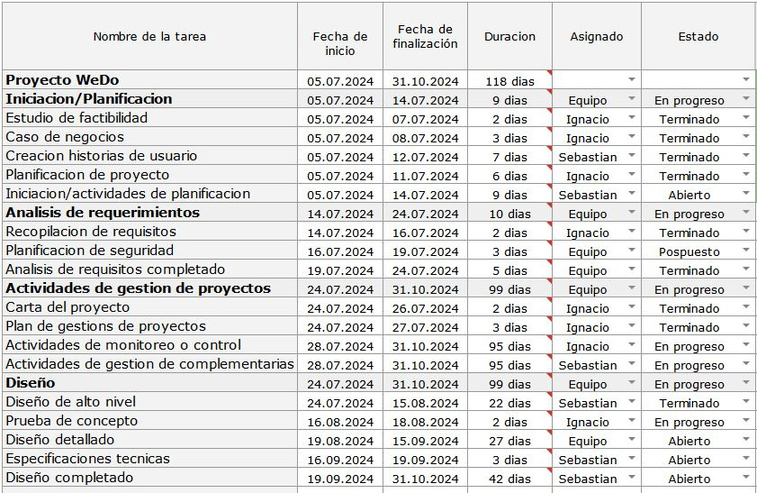 Nombre de la tarea Fecha de inicio Fecha de finalización Duracion Asignado Estado
Proyecto WeDo 05.07.2024 31.10.2024 118 dias
Iniciacion/Planificacion 05.07.2024 14.07.2024 9 dias Equipo En progreso
Estudio de factibilidad 05.07.2024 07.07.2024 2 dias Ignacio Terminado
Caso de negocios 05.07.2024 08.07.2024 3 dias Ignacio Terminado
Creacion historias de usuario 05.07.2024 12.07.2024 7 dias Sebastian Terminado
Planificacion de proyecto 05.07.2024 11.07.2024 6 dias Ignacio Terminado
Iniciacion/actividades de planificacion 05.07.2024 14.07.2024 9 dias Sebastian Abierto
Analisis de requerimientos 14.07.2024 24.07.2024 10 dias Equipo En progreso
Recopilacion de requisitos 14.07.2024 16.07.2024 2 dias Ignacio Terminado
Planificacion de seguridad 16.07.2024 19.07.2024 3 dias Equipo Pospuesto
Analisis de requisitos completado 19.07.2024 24.07.2024 5 dias Equipo Terminado
Actividades de gestion de proyectos 24.07.2024 31.10.2024 99 dias Equipo En progreso
Carta del proyecto 24.07.2024 26.07.2024 2 dias Ignacio Terminado
Plan de gestions de proyectos 24.07.2024 27.07.2024 3 dias Ignacio Terminado
Actividades de monitoreo o control 28.07.2024 31.10.2024 95 dias Ignacio En progreso
Actividades de gestion de complementarias 28.07.2024 31.10.2024 95 dias Sebastian En progreso
Diseño 24.07.2024 31.10.2024 99 dias Equipo En progreso
Diseño de alto nivel 24.07.2024 15.08.2024 22 dias Sebastian Terminado
Prueba de concepto 16.08.2024 18.08.2024 2 dias Ignacio En progreso
Diseño detallado 19.08.2024 15.09.2024 27 dias Equipo Abierto
Especificaciones tecnicas 16.09.2024 19.09.2024 3 dias Sebastian Abierto
Diseño completado 19.09.2024 31.10.2024 42 dias Sebastian Abierto